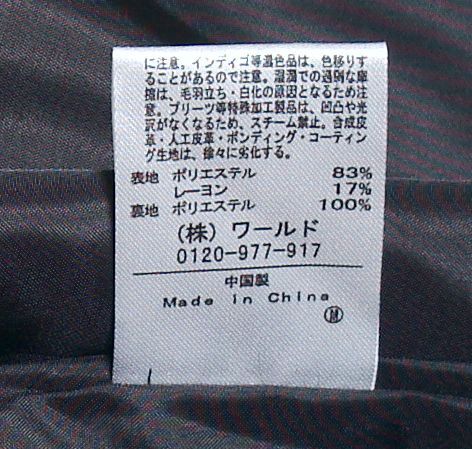 に注意。インディゴ等濃色品は、色移りす
ることがあるので注意。湿潤での過剰な摩
擦は、毛羽立ち・白化の原因となるため注
意。プリーツ等特殊加工製品は、凹凸や光
沢がなくなるため、スチーム禁止。合成皮
革・人工皮革・ボンディング・コーティン
グ生地は、徐々に劣化する。
表地 ポリエステル 83%
レーヨン 17%
裏地 ポリエステル 100%
(株) ワールド
0120-977-917
中国製
Made in China